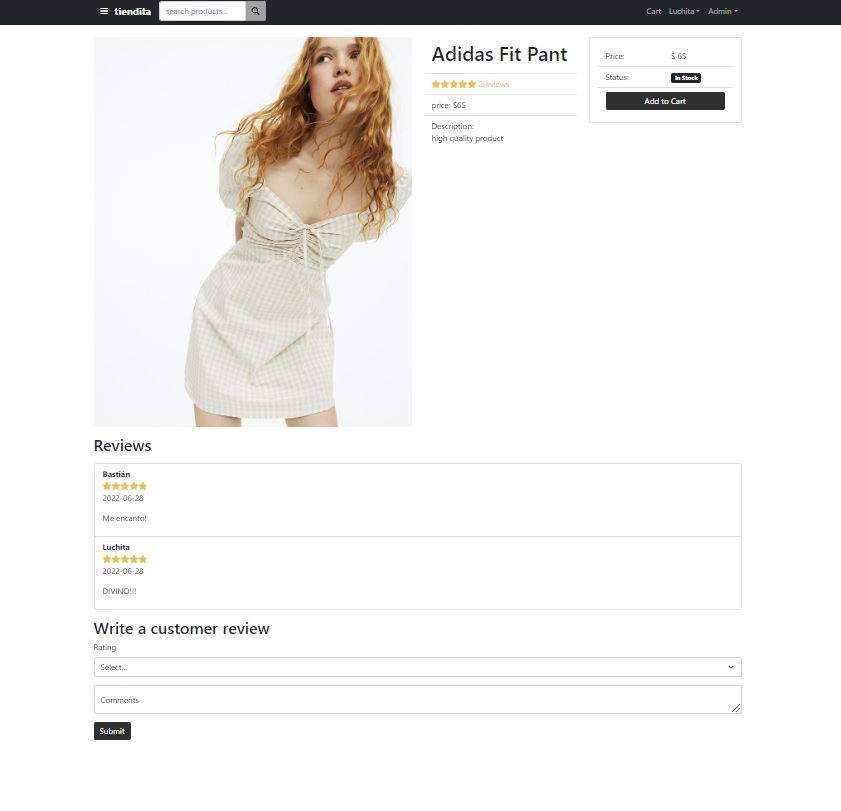 tiendita
search products...
Cart
Luchita
Admin
Adidas Fit Pant
2reviews
price: $65
Description:
high quality product
Price: $ 65
Status: In Stock
Add to Cart
Reviews
Bastián
2022-06-28
Me encanto!
Luchita
2022-06-28
DIVINO!!!
Write a customer review
Rating
Select...
Comments
Submit